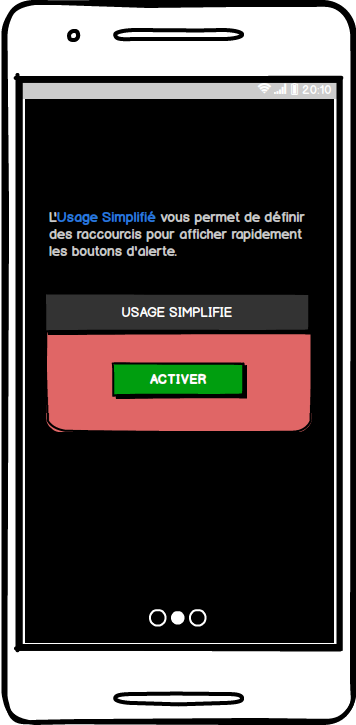 20:10
L'Usage Simplifié vous permet de définir
des raccourcis pour afficher rapidement
les boutons d'alerte.
USAGE SIMPLIFIE
ACTIVER